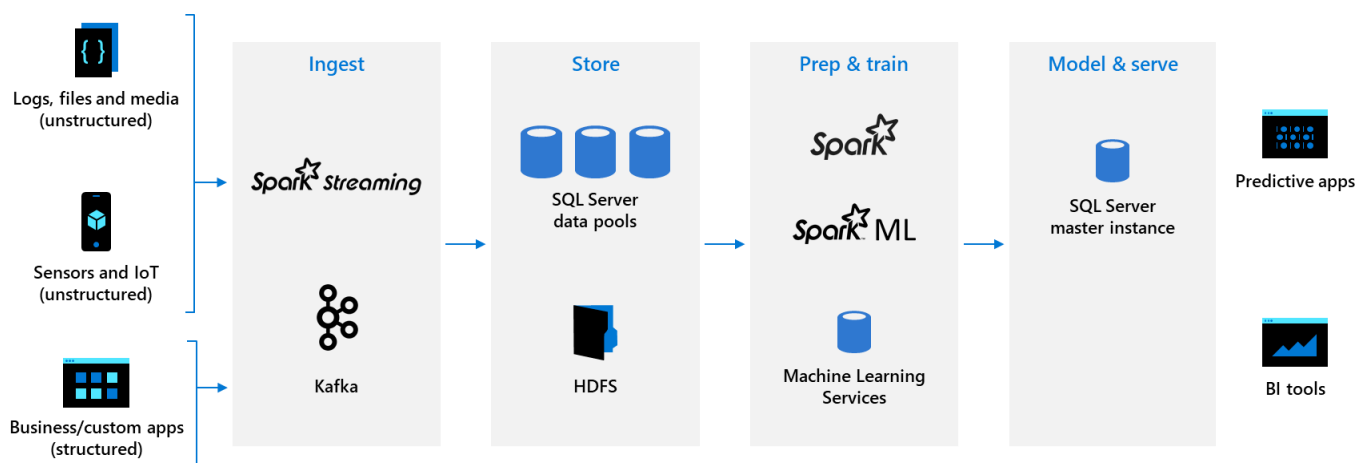 Logs, files and media
(unstructured)
Sensors and IoT
(unstructured)
Business/custom apps
(structured)
Ingest
Spark Streaming
Kafka
Store
SQL Server
data pools
HDFS
Prep & train
Spark
Spark ML
Machine Learning
Services
Model & serve
SQL Server
master instance
Predictive apps
BI tools